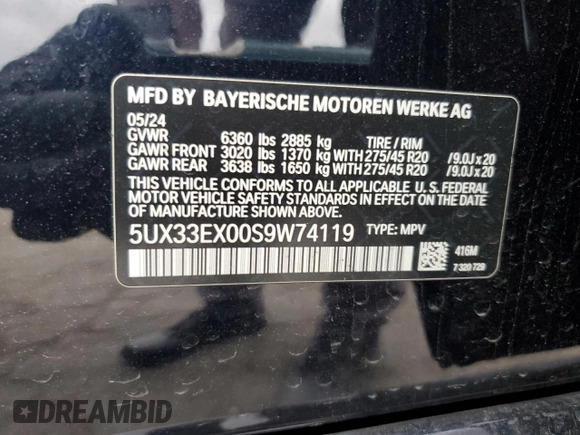 MFD BY BAYERISCHE MOTOREN WERKE AG
05/24
GVWR 6360 lbs 2885 kg TIRE / RIM
GAWR FRONT 3020 lbs 1370 kg WITH 275/45 R20 /9.0J x 20
GAWR REAR 3638 lbs 1650 kg WITH 275/45 R20 /9.0J x 20
THIS VEHICLE CONFORMS TO ALL APPLICABLE U. S. FEDERAL
MOTOR VEHICLE SAFETY STANDARDS IN EFFECT ON THE DATE
OF MANUFACTURE SHOWN ABOVE.
5UX33EX00S9W74119 TYPE: MPV
416M
7 320 729
DREAMBID